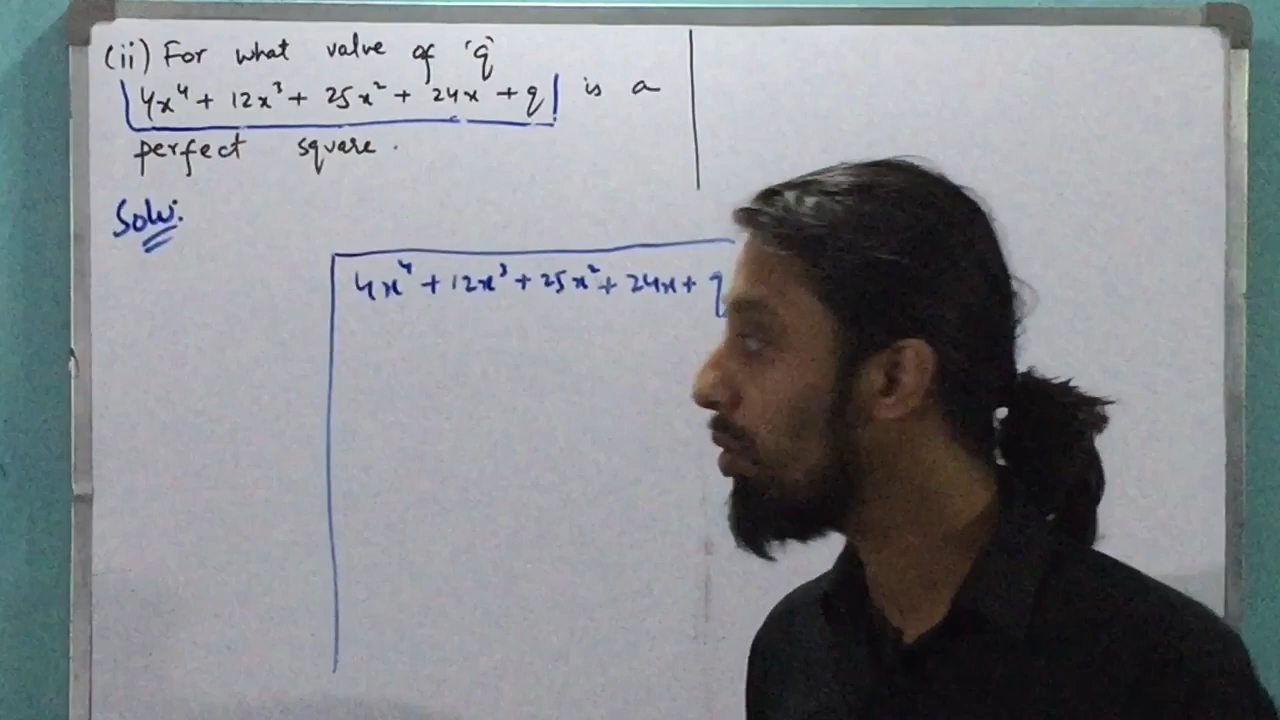 (ii) For what value of 'q'
4x⁴ + 12x³ + 25x² + 24x + q is a
perfect square.
Solu:
4x⁴ + 12x³ + 25x² + 24x + q